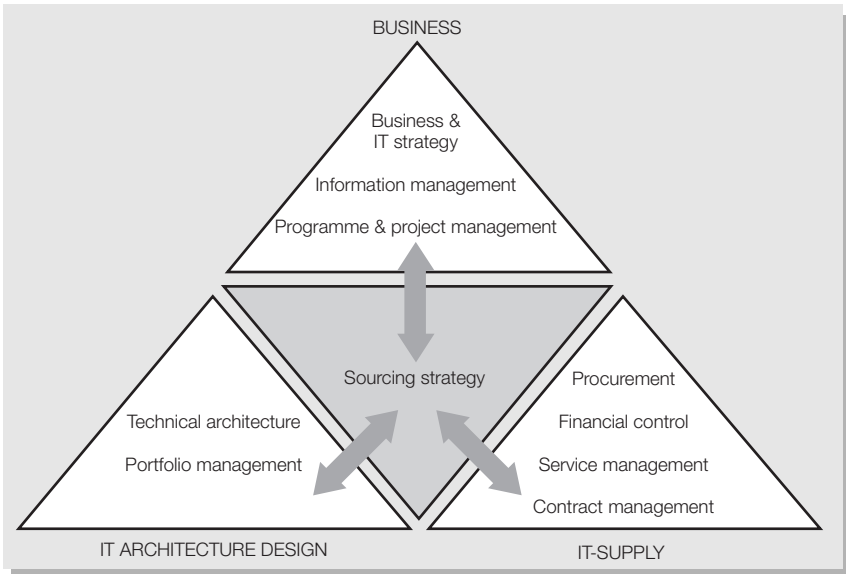 BUSINESS
Business &
IT strategy
Information management
Programme & project management
Sourcing strategy
Technical architecture
Portfolio management
Procurement
Financial control
Service management
Contract management
IT ARCHITECTURE DESIGN
IT-SUPPLY